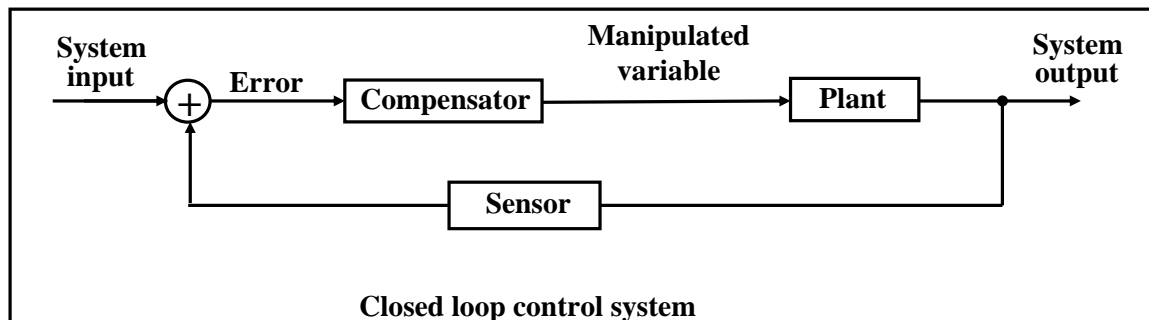 System
input
+
Error
Compensator
Manipulated
variable
Plant
System
output
Sensor
Closed loop control system